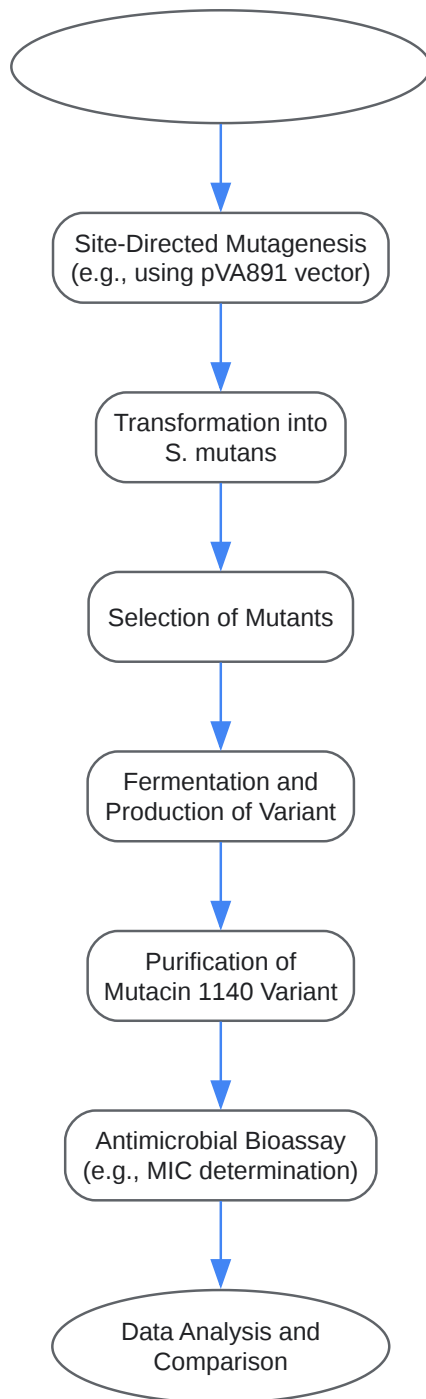 Site-Directed Mutagenesis
(e.g., using pVA891 vector)
Transformation into
S. mutans
Selection of Mutants
Fermentation and
Production of Variant
Purification of
Mutacin 1140 Variant
Antimicrobial Bioassay
(e.g., MIC determination)
Data Analysis and
Comparison